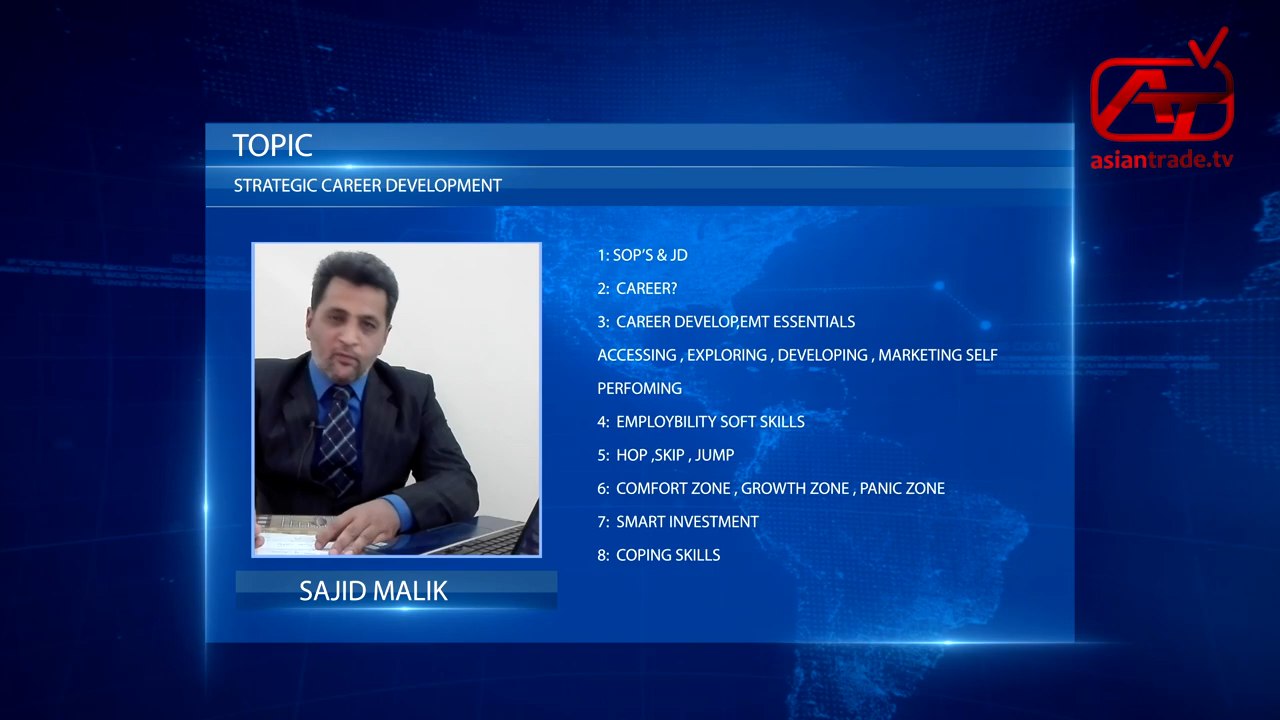 TOPIC
STRATEGIC CAREER DEVELOPMENT
1: SOP'S & JD
2: CAREER?
3: CAREER DEVELOP,EMT ESSENTIALS
ACCESSING , EXPLORING , DEVELOPING , MARKETING SELF
PERFOMING
4: EMPLOYBILITY SOFT SKILLS
5: HOP ,SKIP , JUMP
6: COMFORT ZONE , GROWTH ZONE , PANIC ZONE
7: SMART INVESTMENT
8: COPING SKILLS
SAJID MALIK
AT
asiantrade.tv